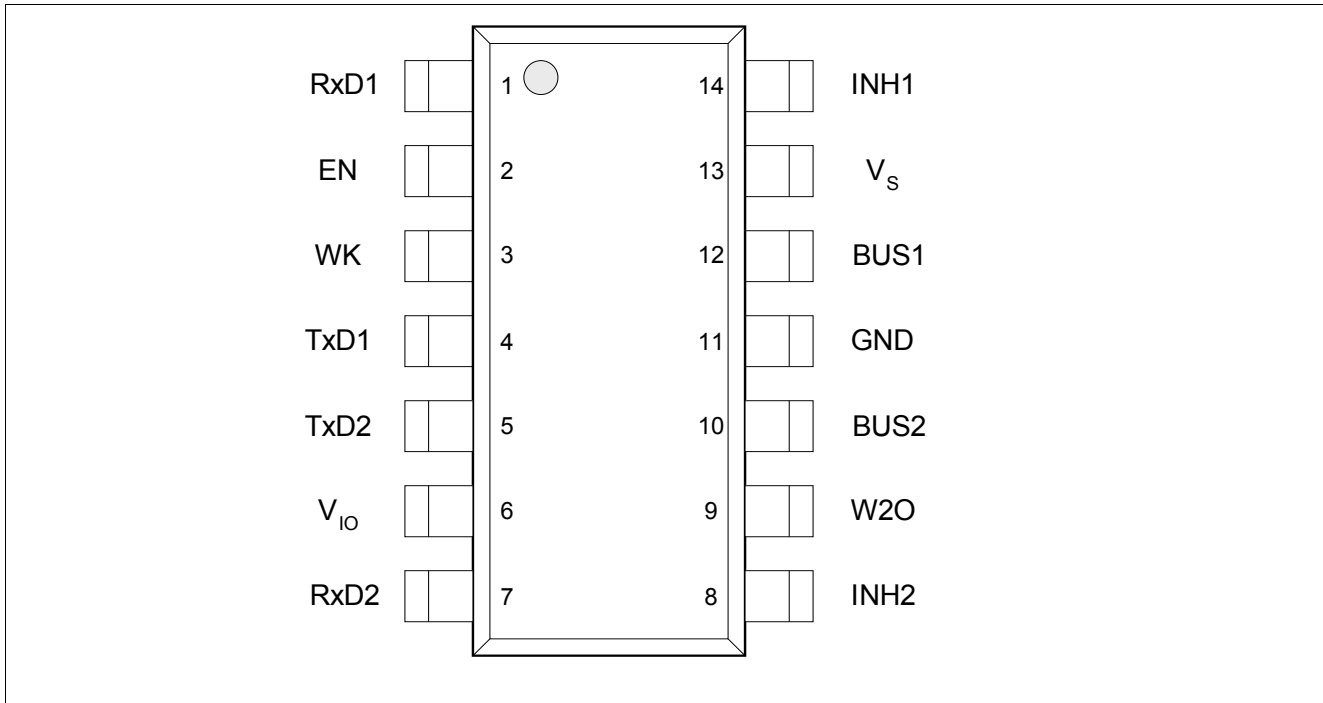 RxD1 1 14 INH1
EN 2 13 VS
WK 3 12 BUS1
TxD1 4 11 GND
TxD2 5 10 BUS2
VIO 6 9 W2O
RxD2 7 8 INH2